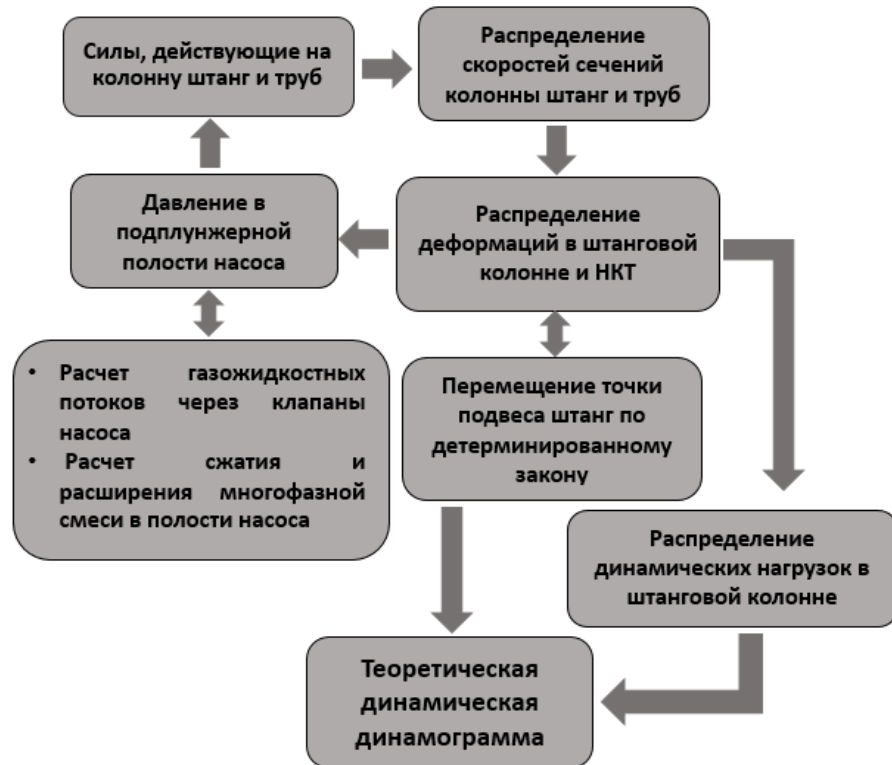 Силы, действующие на
колонну штанг и труб
Распределение
скоростей сечений
колонны штанг и труб
Давление в
подплунжерной
полости насоса
Распределение
деформаций в штанговой
колонне и НКТ
• Расчет газожидкостных
потоков через клапаны
насоса
• Расчет сжатия и
расширения многофазной
смеси в полости насоса
Перемещение точки
подвеса штанг по
детерминированному
закону
Распределение
динамических нагрузок в
штанговой колонне
Теоретическая
динамическая
динамограмма